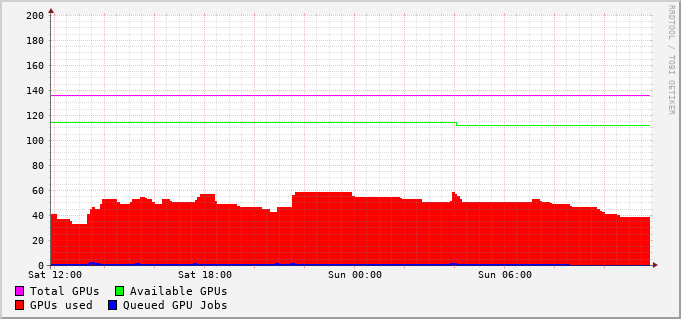 200
180
160
140
120
100
80
60
40
20
0
Sat 12:00 Sat 18:00 Sun 00:00 Sun 06:00
Total GPUs Available GPUs
GPUs used Queued GPU Jobs
RRDTOOL / TOBI OETIKER